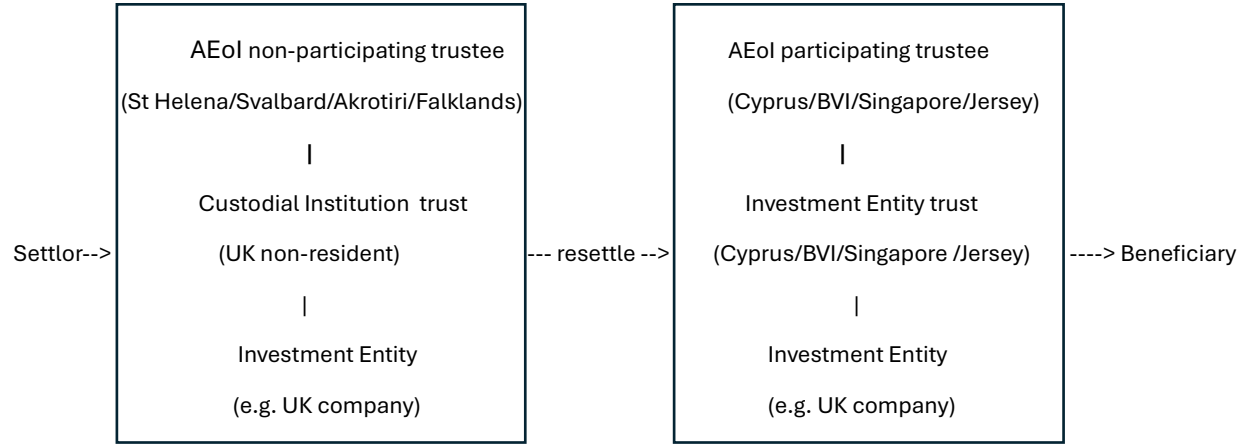 AEoI non-participating trustee
(St Helena/Svalbard/Akrotiri/Falklands)
|
Custodial Institution trust
Settlor-->
(UK non-resident)
|
Investment Entity
(e.g. UK company)
--- resettle -->
AEoI participating trustee
(Cyprus/BVI/Singapore/Jersey)
|
Investment Entity trust
(Cyprus/BVI/Singapore /Jersey)
|
Investment Entity
(e.g. UK company)
----> Beneficiary